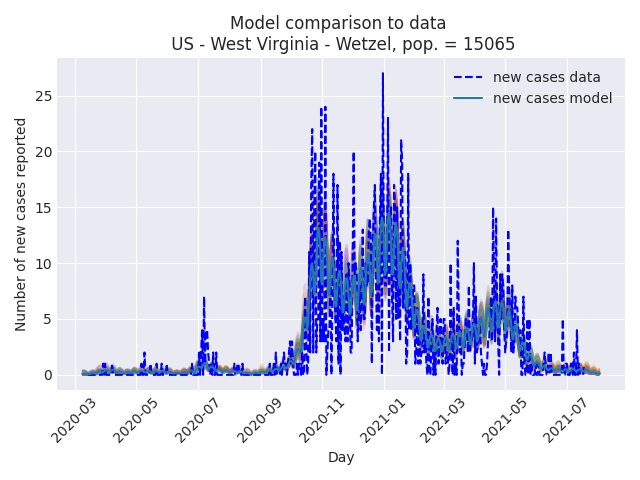 Model comparison to data
US - West Virginia - Wetzel, pop. = 15065
new cases data
new cases model
Number of new cases reported
25
20
15
10
5
0
2020-03
2020-05
2020-07
2020-09
2020-11
2021-01
2021-03
2021-05
2021-07
Day